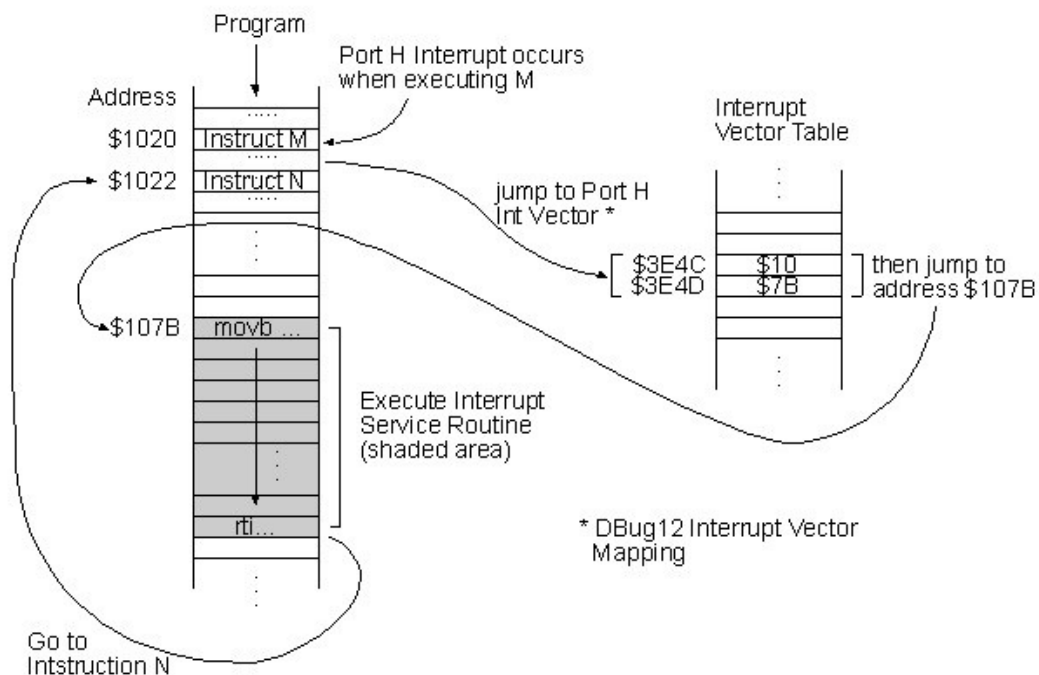 Program
Port H Interrupt occurs
when executing M
Address
.....
$1020
Instruct M
.....
$1022
Instruct N
.....
Interrupt
Vector Table
jump to Port H
Int Vector *
$3E4C
$10
$3E4D
$7B
then jump to
address $107B
$107B
movb ...
Execute Interrupt
Service Routine
(shaded area)
rti...
* DBug12 Interrupt Vector
Mapping
Go to
Intstruction N